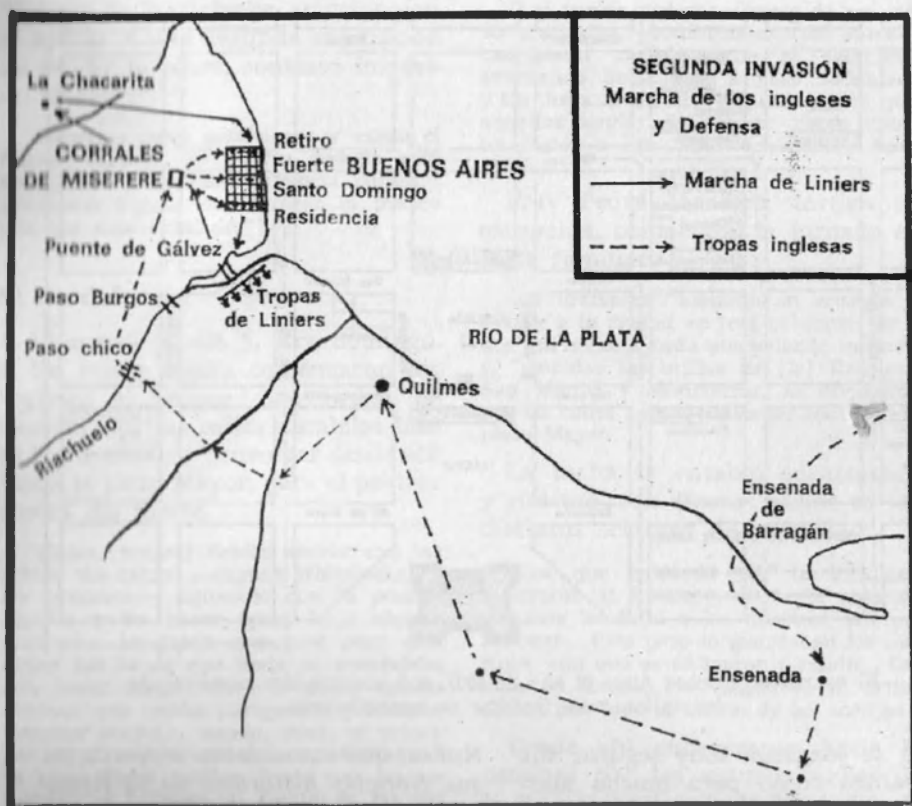 SEGUNDA INVASIÓN
Marcha de los ingleses
y Defensa
Marcha de Liniers
Tropas inglesas
La Chacarita
CORRALES
DE MISERERE
Retiro
Fuerte
Santo Domingo
Residencia
BUENOS AIRES
Puente de Gálvez
Paso Burgos
Tropas
de Liniers
Paso chico
Riachuelo
RIO DE LA PLATA
Quilmes
Ensenada
de
Barragán
Ensenada